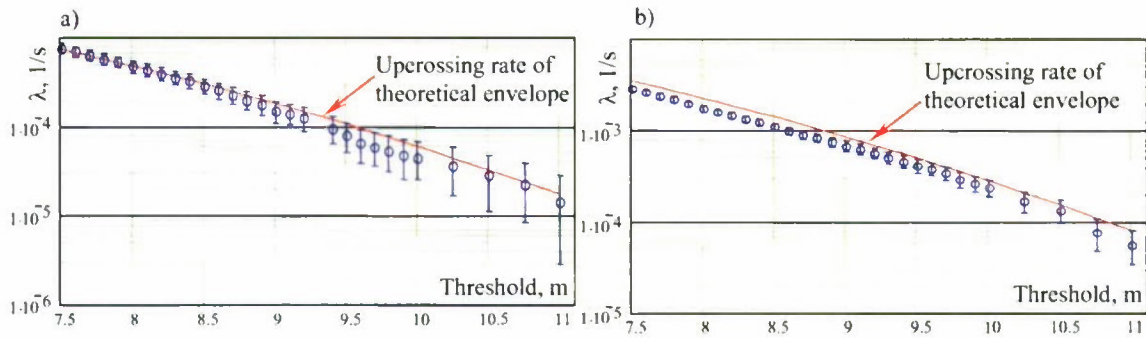 a)
λ, 1/s
Upcrossing rate of
theoretical envelope
1·10⁻⁴
1·10⁻⁵
1·10⁻⁶
Threshold, m
7.5 8 8.5 9 9.5 10 10.5 11
b)
λ, 1/s
Upcrossing rate of
theoretical envelope
1·10⁻³
1·10⁻⁴
1·10⁻⁵
Threshold, m
7.5 8 8.5 9 9.5 10 10.5 11